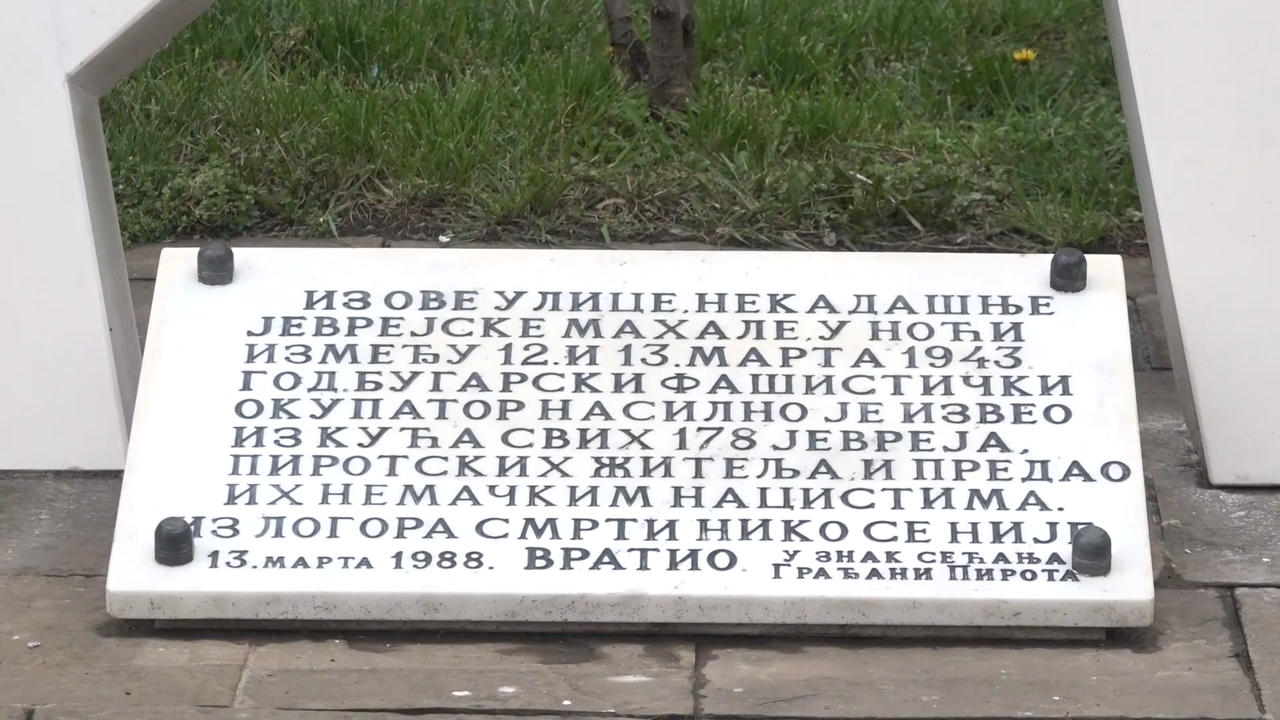 ИЗ ОВЕ УЛИЦЕ, НЕКАДАШЊЕ
ЈЕВРЕЈСКЕ МАХАЛЕ, У НОЋИ
ИЗМЕЂУ 12. И 13. МАРТА 1943.
ГОД. БУГАРСКИ ФАШИСТИЧКИ
ОКУПАТОР НАСИЛНО ЈЕ ИЗВЕО
ИЗ КУЋА СВИХ 178 ЈЕВРЕЈА,
ПИРОТСКИХ ЖИТЕЉА, И ПРЕДАО
ИХ НЕМАЧКИМ НАЦИСТИМА.
ИЗ ЛОГОРА СМРТИ НИКО СЕ НИЈЕ
13. МАРТА 1988. ВРАТИО. У ЗНАК СЕЋАЊА
ГРАЂАНИ ПИРОТА